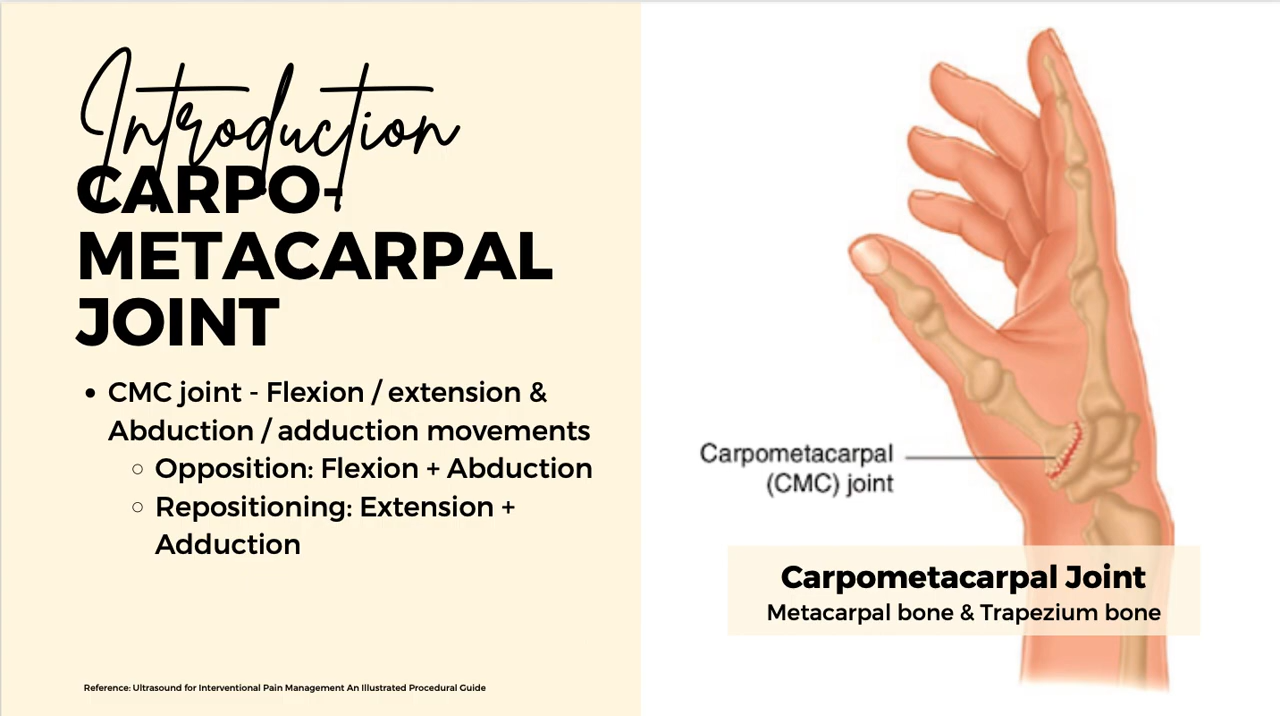 Introduction
CARPO-
METACARPAL
JOINT
• CMC joint - Flexion / extension &
Abduction / adduction movements
○ Opposition: Flexion + Abduction
○ Repositioning: Extension +
Adduction
Reference: Ultrasound for Interventional Pain Management An Illustrated Procedural Guide
Carpometacarpal
(CMC) joint
Carpometacarpal Joint
Metacarpal bone & Trapezium bone